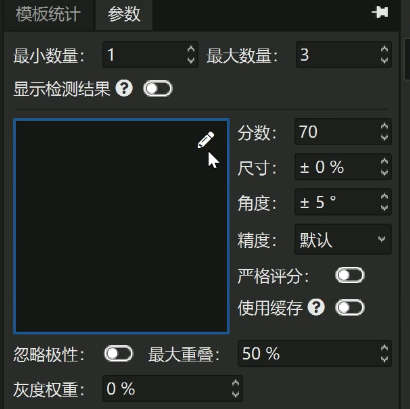 模板统计 参数
最小数量： 1 最大数量： 3
显示检测结果 ?
分数： 70
尺寸： ± 0 %
角度： ± 5 °
精度： 默认
严格评分：
使用缓存 ?
忽略极性： 最大重叠： 50 %
灰度权重： 0 %